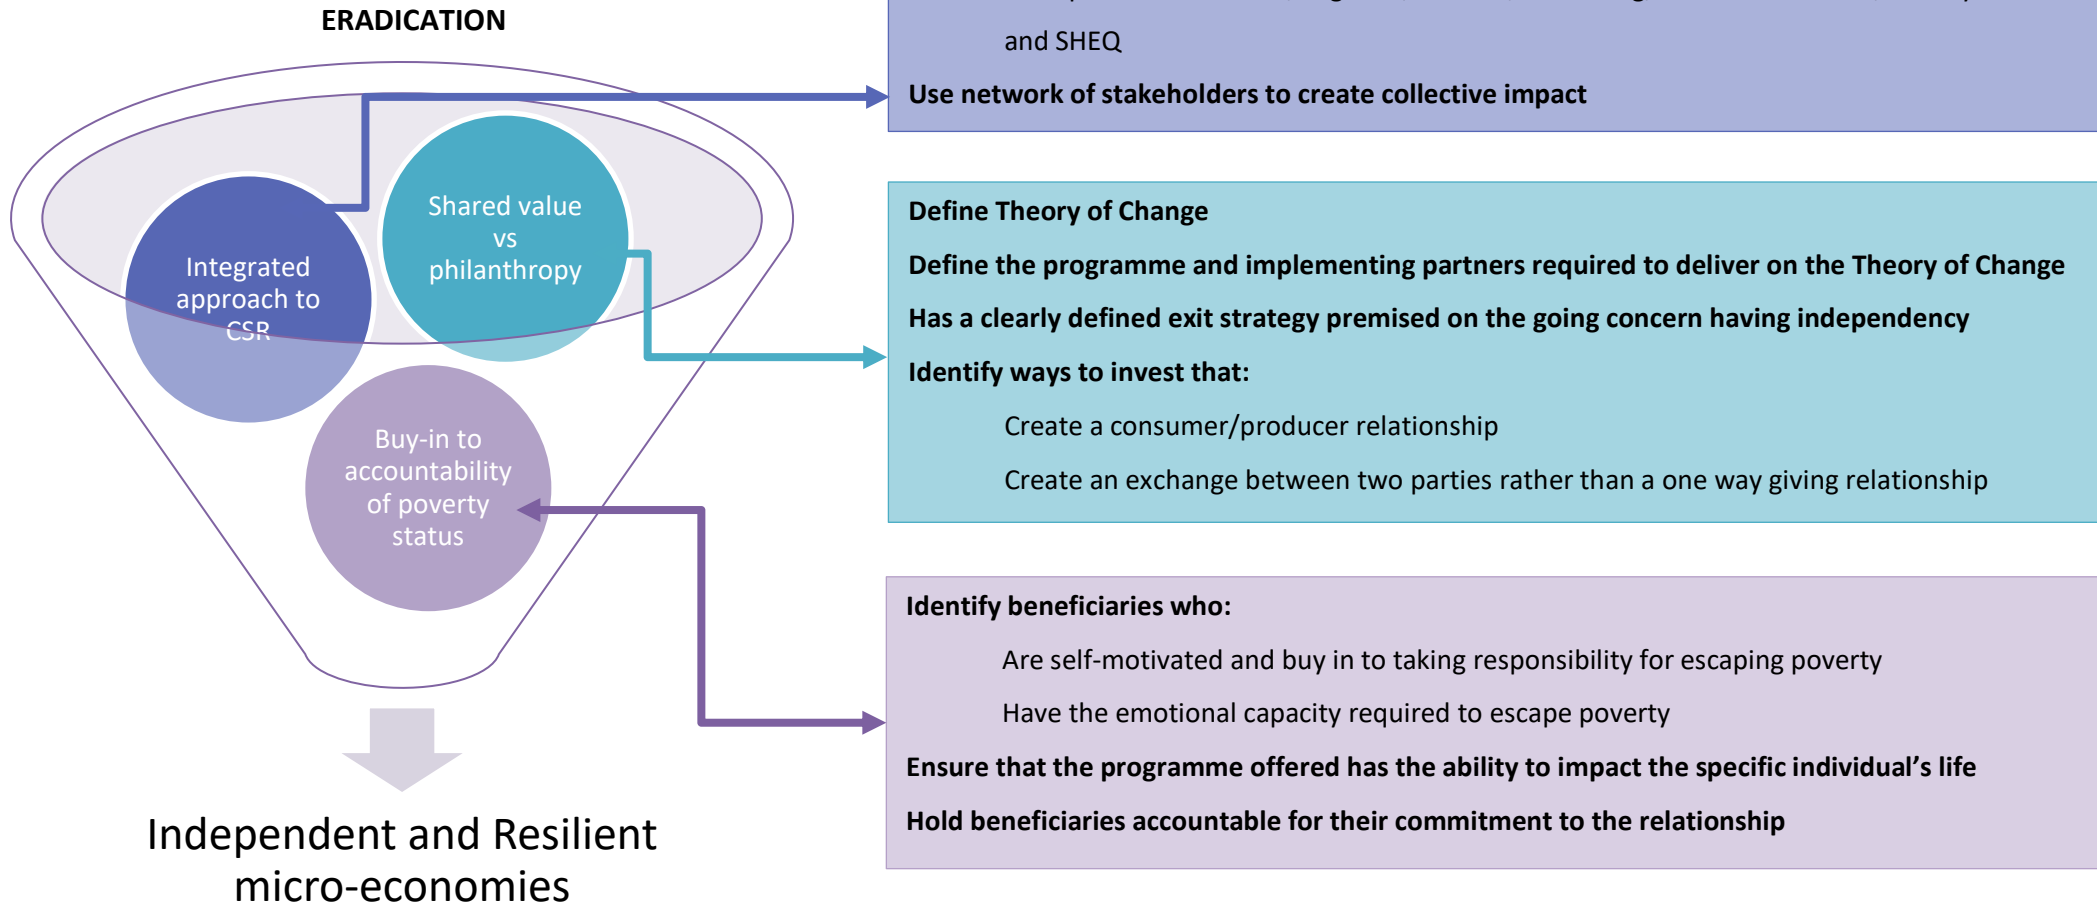 ERADICATION
and SHEQ
Use network of stakeholders to create collective impact
Shared value
vs
philanthropy
Integrated
approach to
CSR
Buy-in to
accountability
of poverty
status
Define Theory of Change
Define the programme and implementing partners required to deliver on the Theory of Change
Has a clearly defined exit strategy premised on the going concern having independency
Identify ways to invest that:
Create a consumer/producer relationship
Create an exchange between two parties rather than a one way giving relationship
Identify beneficiaries who:
Are self-motivated and buy in to taking responsibility for escaping poverty
Have the emotional capacity required to escape poverty
Ensure that the programme offered has the ability to impact the specific individual's life
Hold beneficiaries accountable for their commitment to the relationship
Independent and Resilient
micro-economies